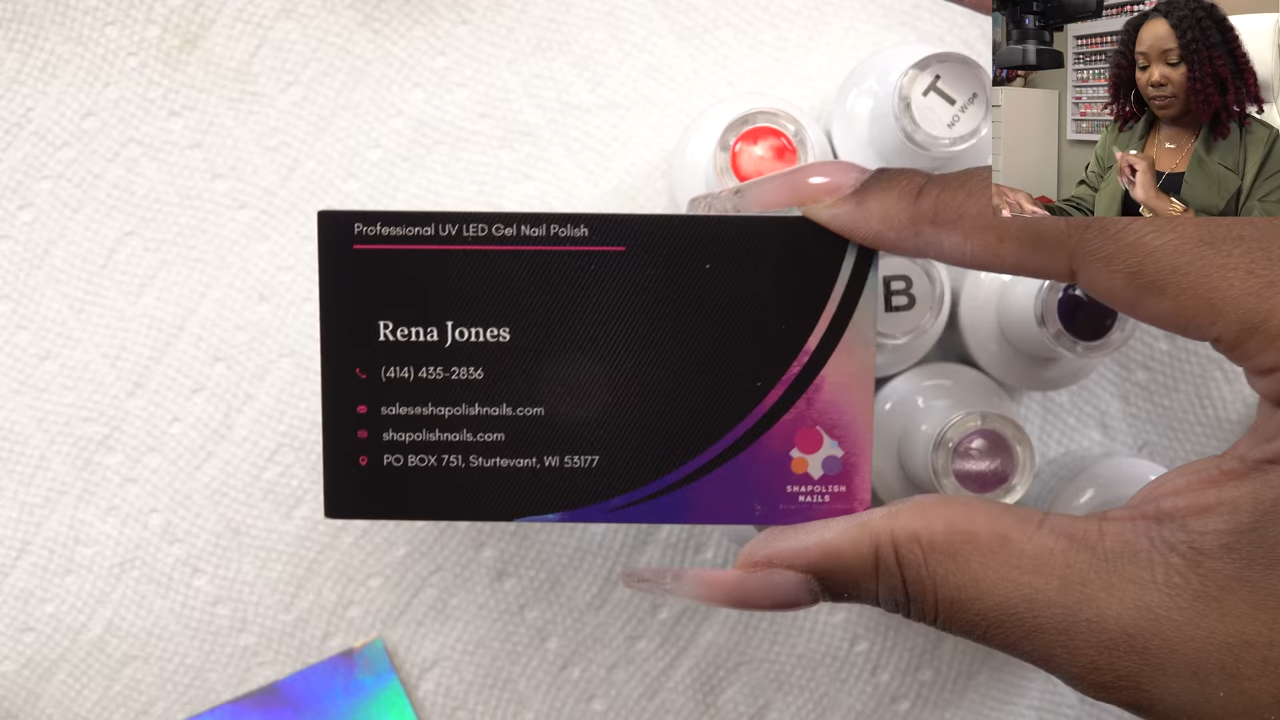 Professional UV LED Gel Nail Polish
Rena Jones
(414) 435-2836
sales@shapolishnails.com
shapolishnails.com
PO BOX 751, Sturtevant, WI 53177
SHAPOLISH
NAILS
T
NO Wipe
B